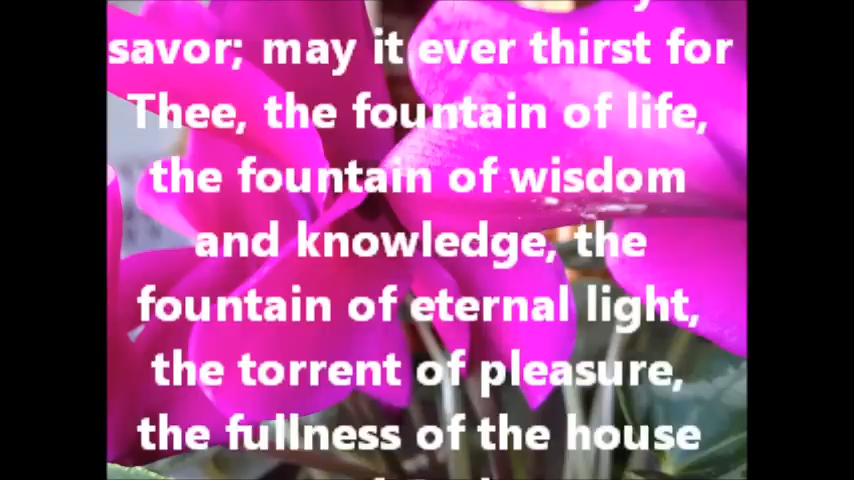 savor; may it ever thirst for
Thee, the fountain of life,
the fountain of wisdom
and knowledge, the
fountain of eternal light,
the torrent of pleasure,
the fullness of the house